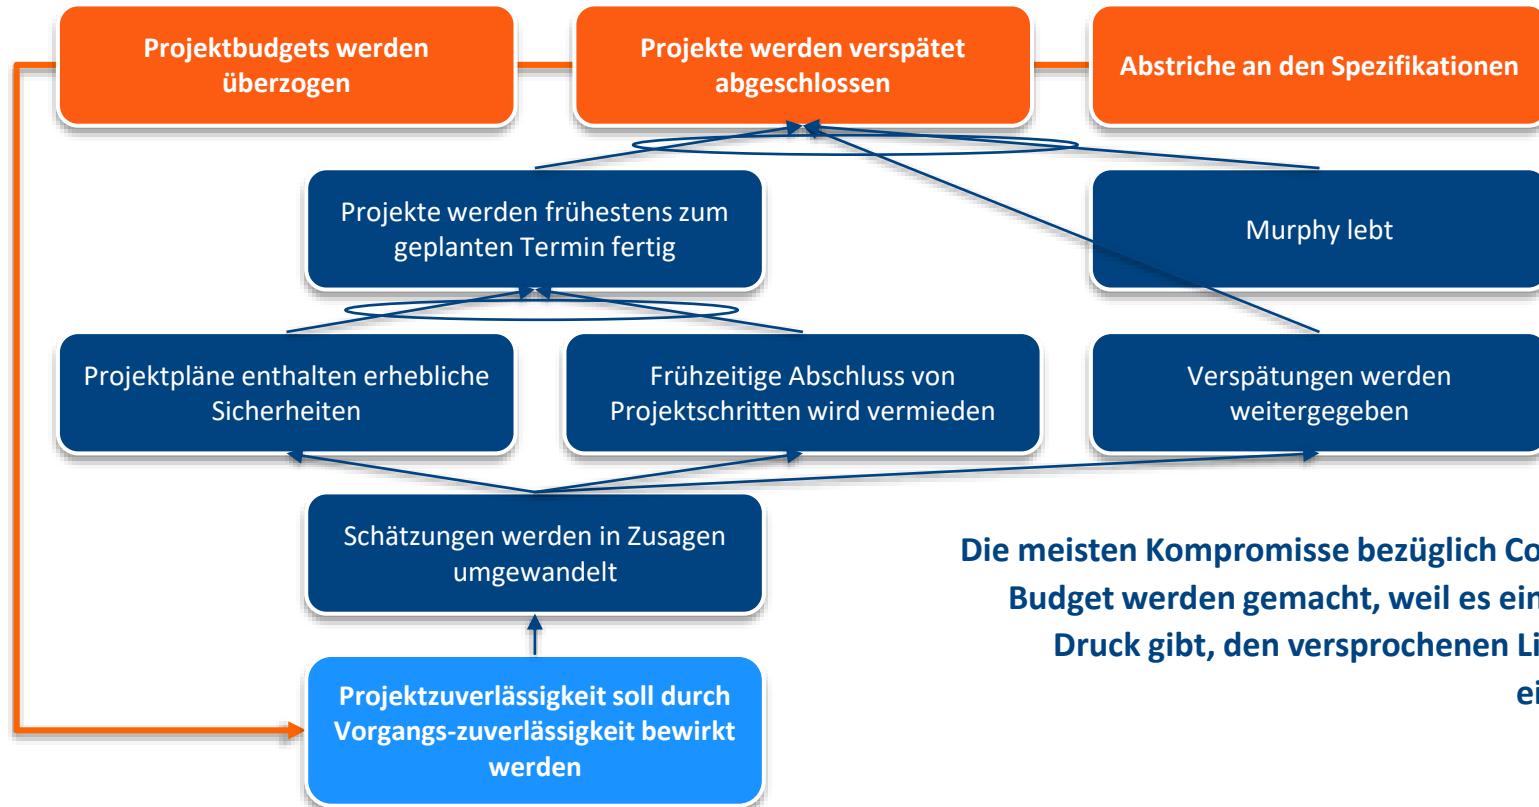 Projektbudgets werden
überzogen
Projekte werden verspätet
abgeschlossen
Abstriche an den Spezifikationen
Projekte werden frühestens zum
geplanten Termin fertig
Murphy lebt
Projektpläne enthalten erhebliche
Sicherheiten
Frühzeitige Abschluss von
Projektschritten wird vermieden
Verspätungen werden
weitergegeben
Schätzungen werden in Zusagen
umgewandelt
Die meisten Kompromisse bezüglich
Budget werden gemacht, weil es
Druck gibt, den versprochenen
Projektzuverlässigkeit soll durch
Vorgangs-zuverlässigkeit bewirkt
werden